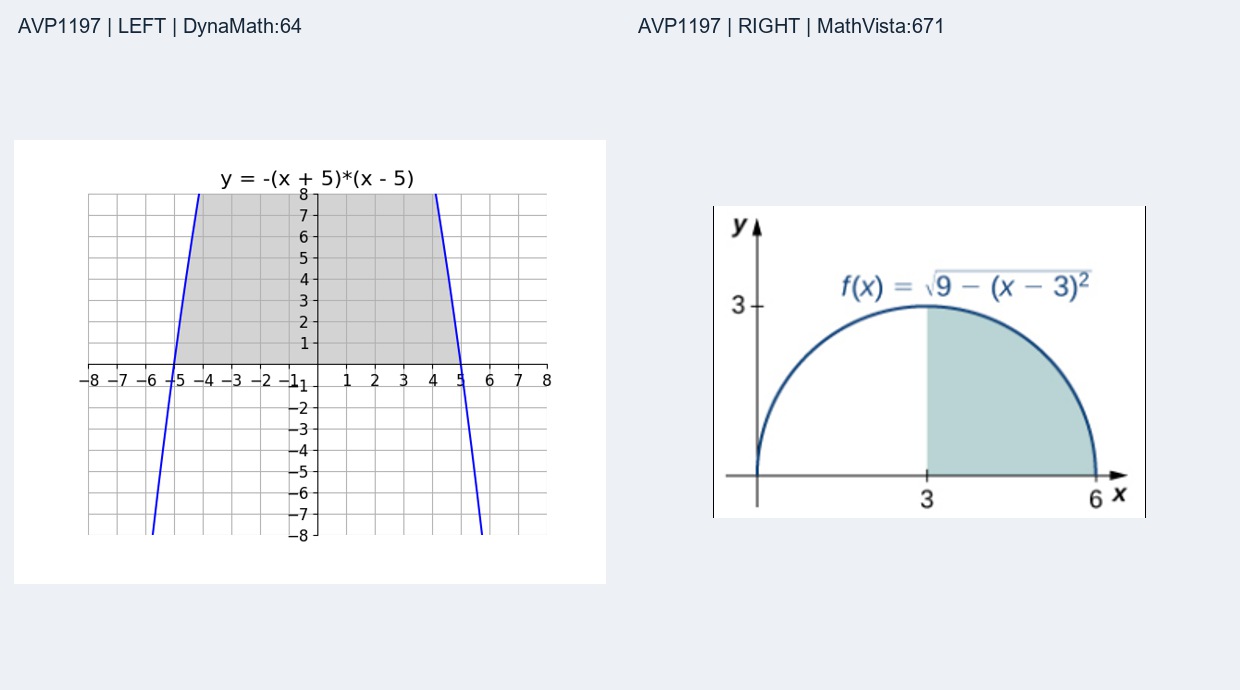 AVP1197 | LEFT | DynaMath:64
AVP1197 | RIGHT | MathVista:671
y = -(x + 5)*(x - 5)
8
7
6
5
4
3
2
1
−8 −7 −6 −5 −4 −3 −2 −1 1 2 3 4 5 6 7 8
−1
−2
−3
−4
−5
−6
−7
−8
y
f(x) = √9 − (x − 3)²
3
3 6 x